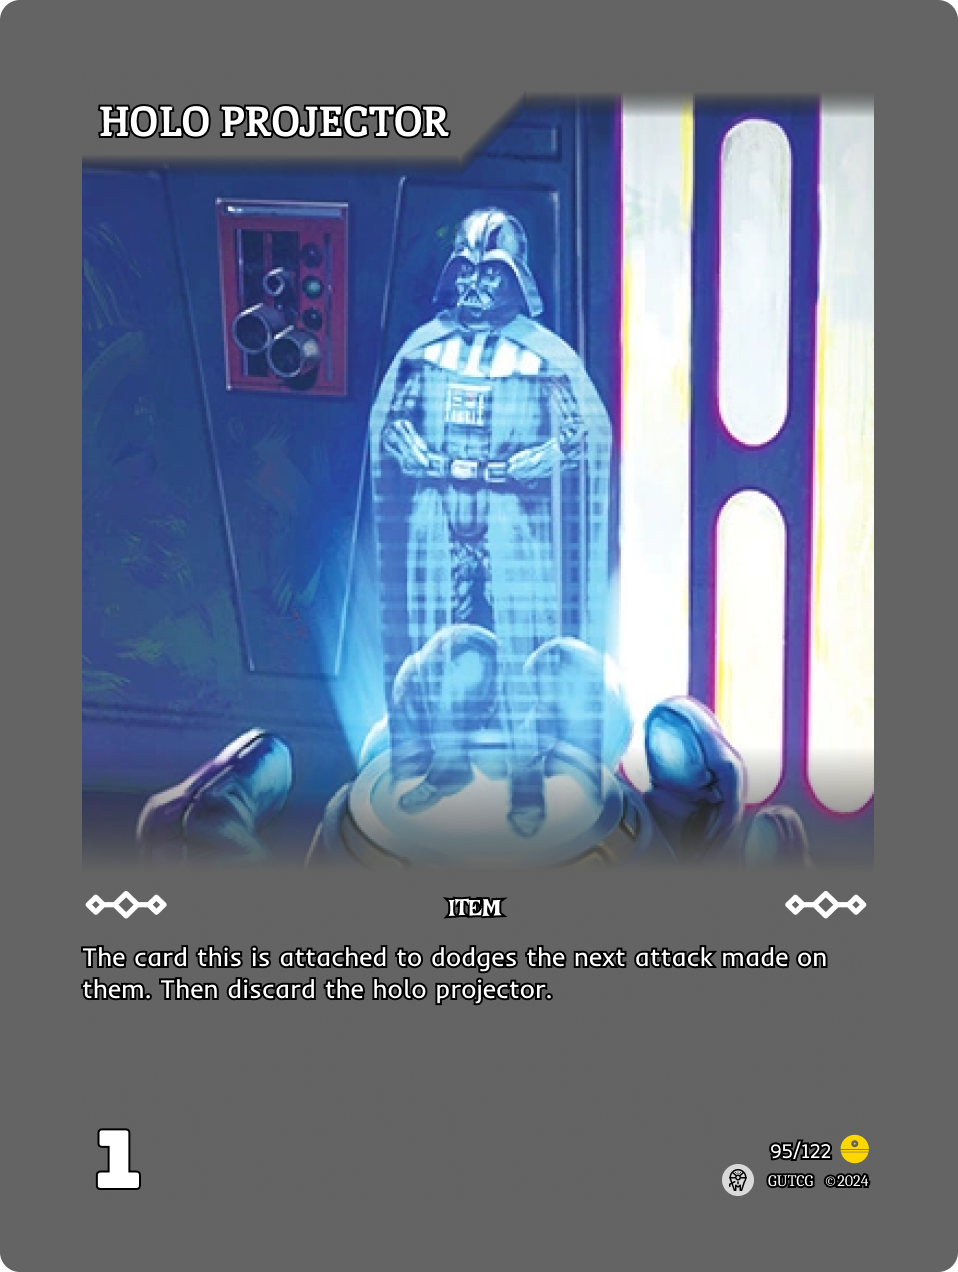 HOLO PROJECTOR
ITEM
The card this is attached to dodges the next attack made on
them. Then discard the holo projector.
1
95/122
GUTCG ©2024